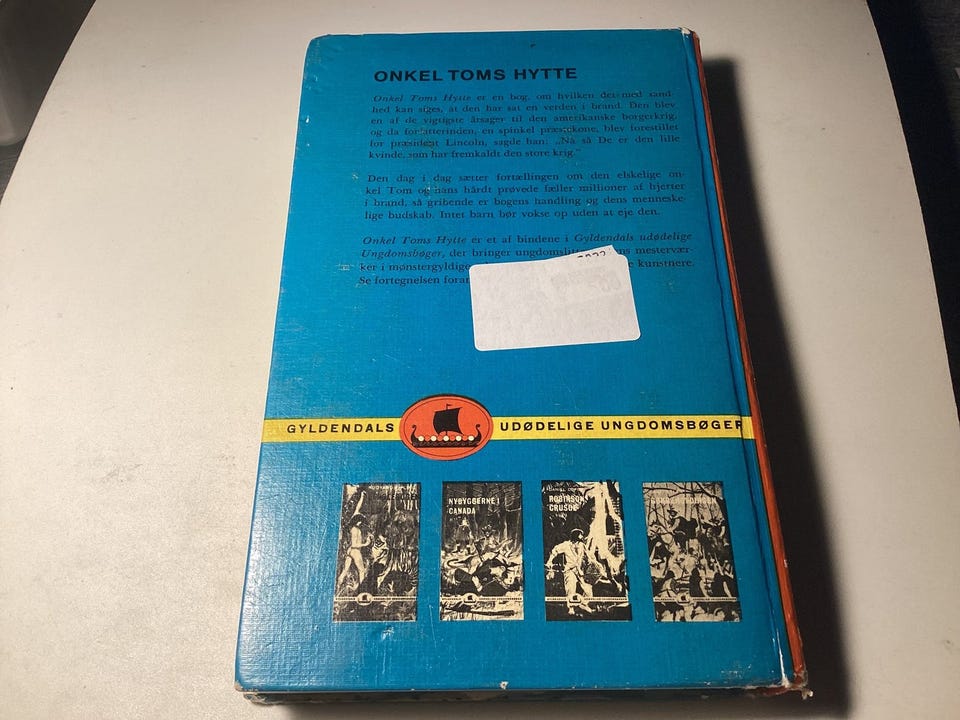 ONKEL TOMS HYTTE
Onkel Toms Hytte er en bog, om hvilken det med sand-
hed kan siges, at den har sat en verden i brand. Den blev
en af de vigtigste årsager til den amerikanske borgerkrig,
og da forfatterinden, en spinkel præstekone, blev forestillet
for præsident Lincoln, sagde han: „Nå så De er den lille
kvinde, som har fremkaldt den store krig."
Den dag i dag sætter fortællingen om den elskelige on-
kel Tom og hans hårdt prøvede fæller millioner af hjerter
i brand, så gribende er bogens handling og dens menneske-
lige budskab. Intet barn bør vokse op uden at eje den.
Onkel Toms Hytte er et af bindene i Gyldendals udødelige
Ungdomsbøger, der bringer ungdomslitt ns mestervær-
ker i mønstergyldige kunstnere.
Se fortegnelsen foran
GYLDENDALS UDØDELIGE UNGDOMSBØGER
NYBYGGERNE I
CANADA
ROBINSON
CRUSOE